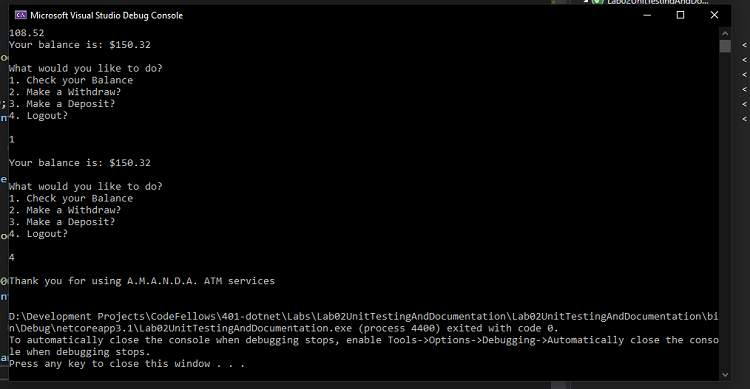 Lab02UnitTestingAndDo...
Microsoft Visual Studio Debug Console
108.52
Your balance is: $150.32
What would you like to do?
1. Check your Balance
2. Make a Withdraw?
3. Make a Deposit?
4. Logout?
1
Your balance is: $150.32
What would you like to do?
1. Check your Balance
2. Make a Withdraw?
3. Make a Deposit?
4. Logout?
4
Thank you for using A.M.A.N.D.A. ATM services
D:\Development Projects\CodeFellows\401-dotnet\Labs\Lab02UnitTestingAndDocumentation\Lab02UnitTestingAndDocumentation\bi
n\Debug\netcoreapp3.1\Lab02UnitTestingAndDocumentation.exe (process 4400) exited with code 0.
To automatically close the console when debugging stops, enable Tools->Options->Debugging->Automatically close the conso
le when debugging stops.
Press any key to close this window . . .